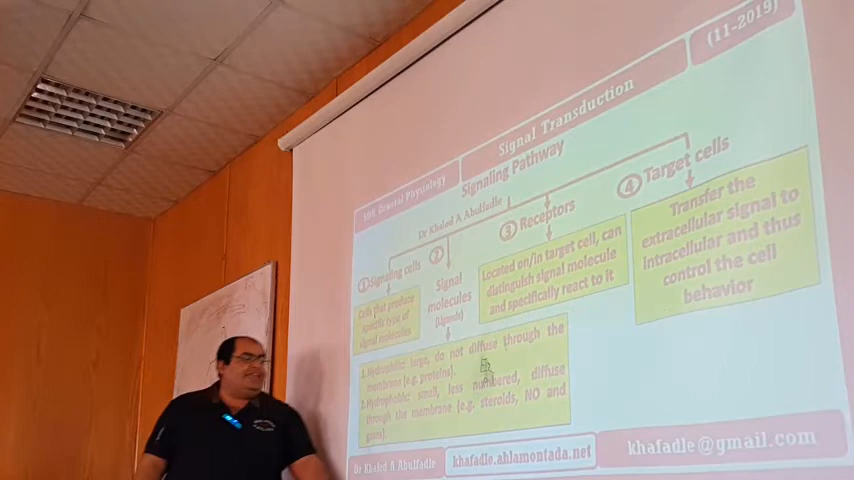 MBK General Physiology
Signal Transduction
(11-2019)
Signaling Pathway
Dr Khaled A Abulfadle
① Signaling cells
②
Signal
molecules
(Ligands)
③ Receptors
④ Target cells
Cells that produce
specific type of
signal molecules
Located on/in target cell, can
distinguish signal molecule
and specifically react to it
Transfer the
extracellular signal to
intracellular and thus
control the cell
behavior
1. Hydrophilic: large, do not diffuse through the
membrane (e.g. proteins).
2. Hydrophobic: small, less numbered, diffuse
through the membrane (e.g. steroids, NO and
gases)
Dr Khaled A Abulfadle
khafadle.ahlamontada.net
khafadle@gmail.com